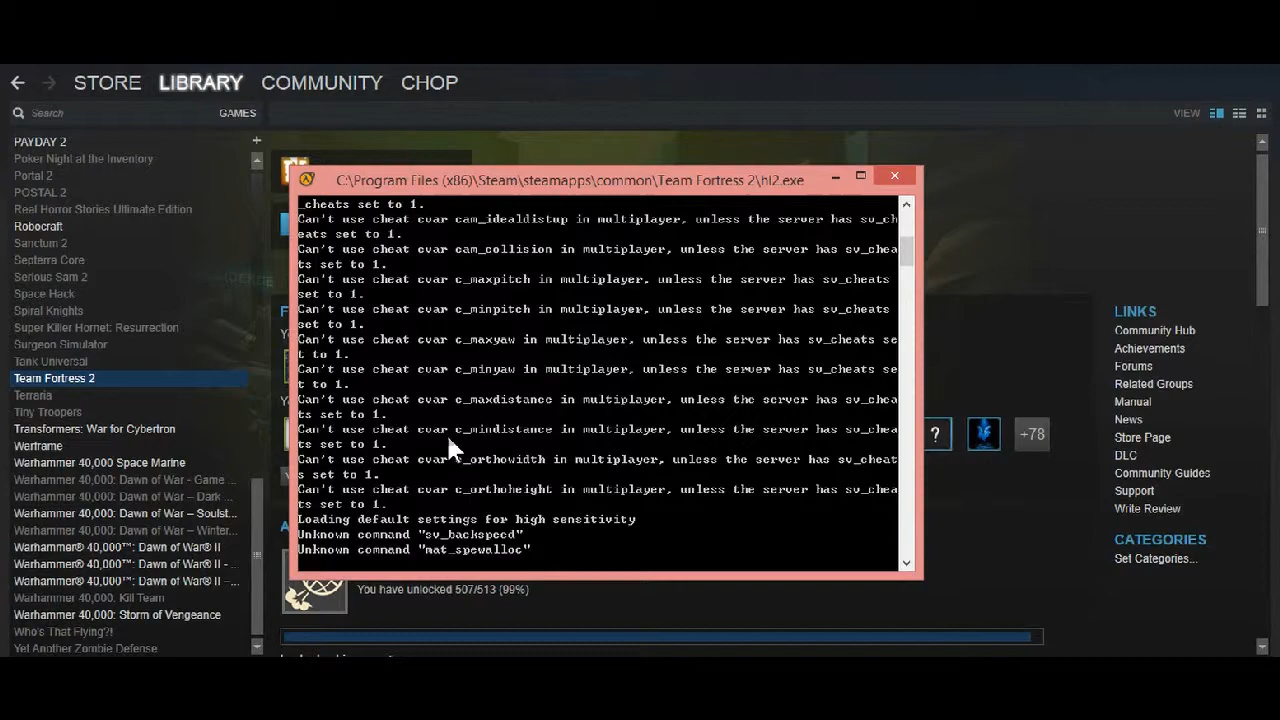 STORE LIBRARY COMMUNITY CHOP
Search GAMES VIEW
PAYDAY 2
Poker Night at the Inventory
Portal 2
POSTAL 2
Real Horror Stories Ultimate Edition
Robocraft
Sanctum 2
Septerra Core
Serious Sam 2
Space Hack
Spiral Knights
Super Killer Hornet: Resurrection
Surgeon Simulator
Tank Universal
Team Fortress 2
Terraria
Tiny Troopers
Transformers: War for Cybertron
Warframe
Warhammer 40,000 Space Marine
Warhammer 40,000: Dawn of War - Game ...
Warhammer 40,000: Dawn of War – Dark ...
Warhammer 40,000: Dawn of War – Soulst...
Warhammer 40,000: Dawn of War – Winter...
Warhammer® 40,000™: Dawn of War® II
Warhammer® 40,000™: Dawn of War® II - ...
Warhammer® 40,000™: Dawn of War® II – ...
Warhammer 40,000: Kill Team
Warhammer 40,000: Storm of Vengeance
Who's That Flying?!
Yet Another Zombie Defense
C:\Program Files (x86)\Steam\steamapps\common\Team Fortress 2\hl2.exe
_cheats set to 1.
Can't use cheat cvar cam_idealdistup in multiplayer, unless the server has sv_ch
eats set to 1.
Can't use cheat cvar cam_collision in multiplayer, unless the server has sv_chea
ts set to 1.
Can't use cheat cvar c_maxpitch in multiplayer, unless the server has sv_cheats
set to 1.
Can't use cheat cvar c_minpitch in multiplayer, unless the server has sv_cheats
set to 1.
Can't use cheat cvar c_maxyaw in multiplayer, unless the server has sv_cheats se
t to 1.
Can't use cheat cvar c_minyaw in multiplayer, unless the server has sv_cheats se
t to 1.
Can't use cheat cvar c_maxdistance in multiplayer, unless the server has sv_chea
ts set to 1.
Can't use cheat cvar c_mindistance in multiplayer, unless the server has sv_chea
ts set to 1.
Can't use cheat cvar c_orthowidth in multiplayer, unless the server has sv_cheat
s set to 1.
Can't use cheat cvar c_orthoheight in multiplayer, unless the server has sv_chea
ts set to 1.
Loading default settings for high sensitivity
Unknown command "sv_backspeed"
Unknown command "mat_spewalloc"
You have unlocked 507/513 (99%)
? +78
LINKS
Community Hub
Achievements
Forums
Related Groups
Manual
News
Store Page
DLC
Community Guides
Support
Write Review
CATEGORIES
Set Categories...